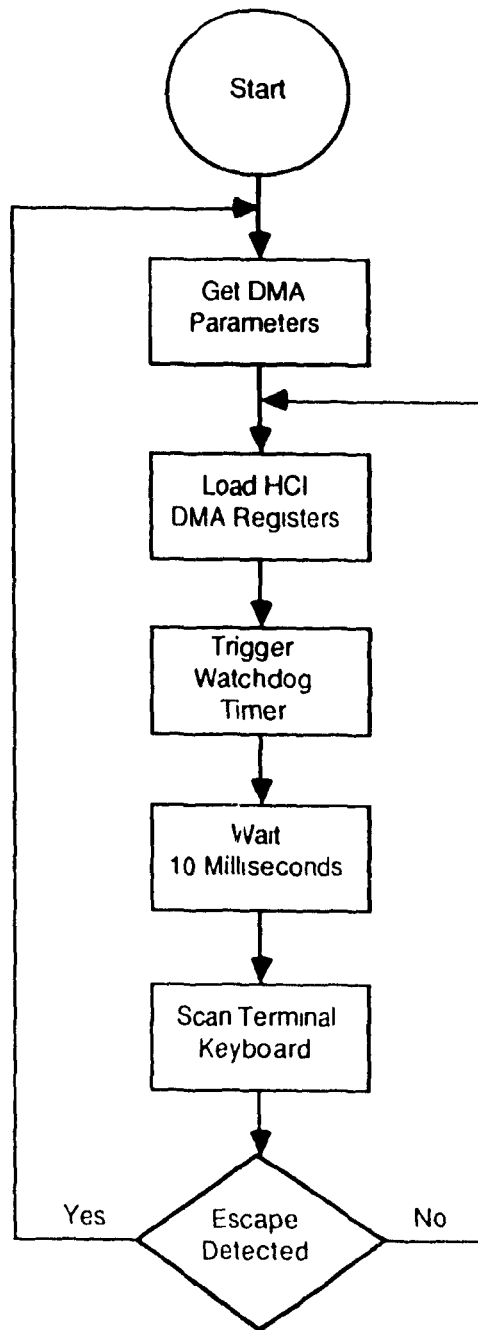 Start
Get DMA
Parameters
Load HCI
DMA Registers
Trigger
Watchdog
Timer
Wait
10 Milliseconds
Scan Terminal
Keyboard
Yes
Escape
Detected
No